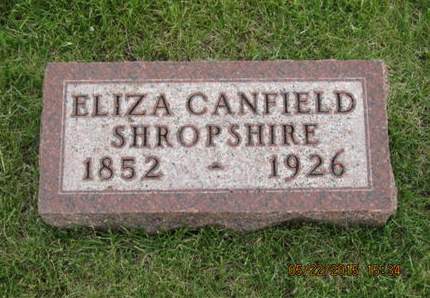 ELIZA CANFIELD
SHROPSHIRE
1852 - 1926
05/22/2015 15:34